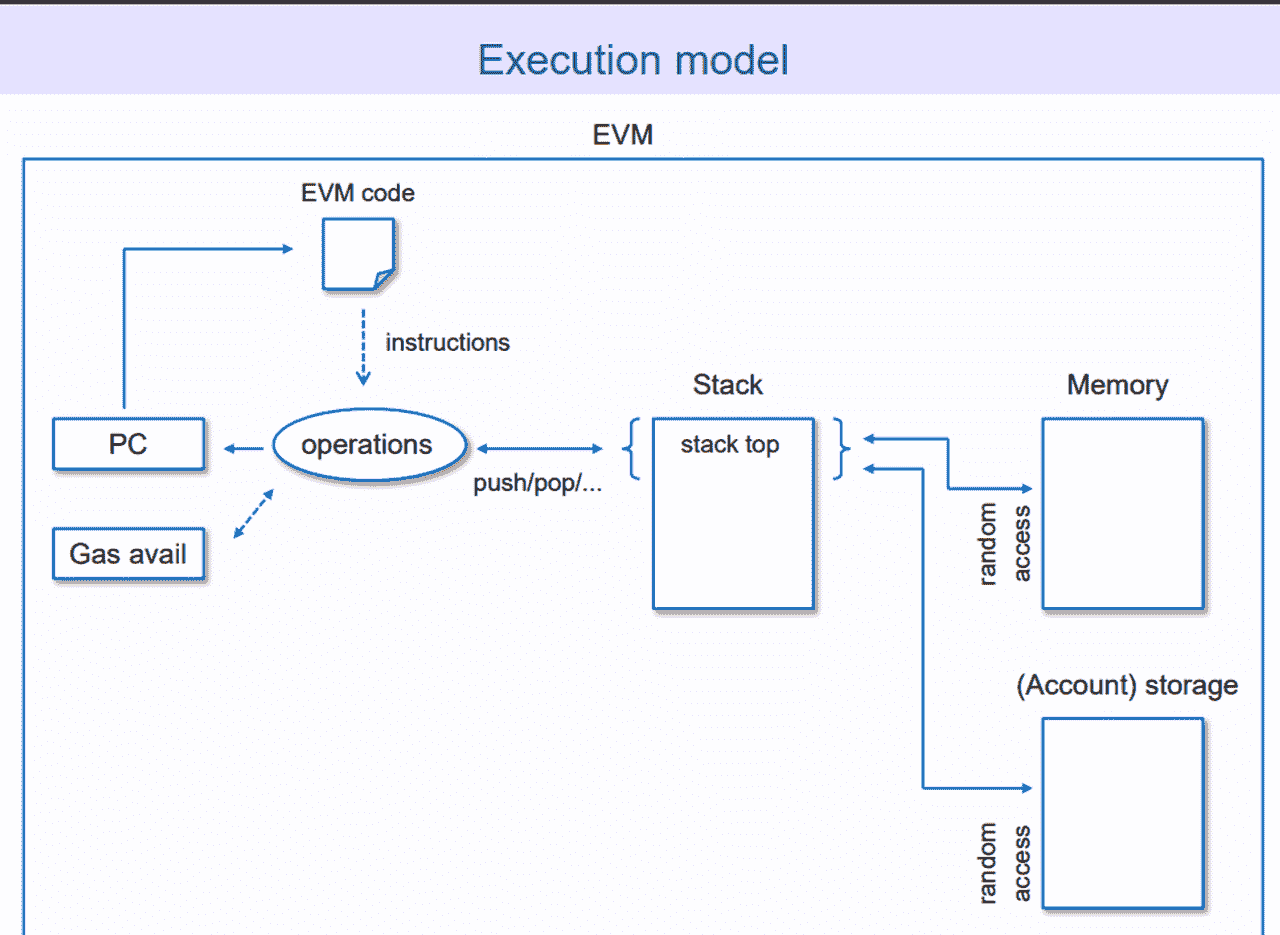 Execution model
EVM
EVM code
instructions
Stack
Memory
PC
operations
stack top
push/pop/...
random
access
Gas avail
(Account) storage
random
access